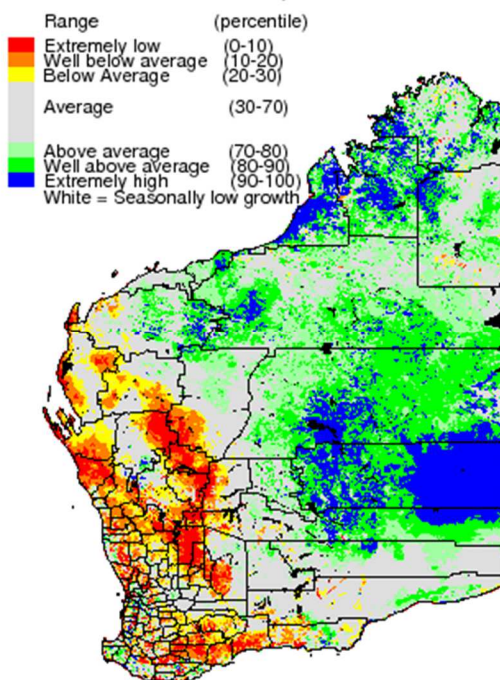 Range (percentile)
Extremely low (0-10)
Well below average (10-20)
Below Average (20-30)
Average (30-70)
Above average (70-80)
Well above average (80-90)
Extremely high (90-100)
White = Seasonally low growth